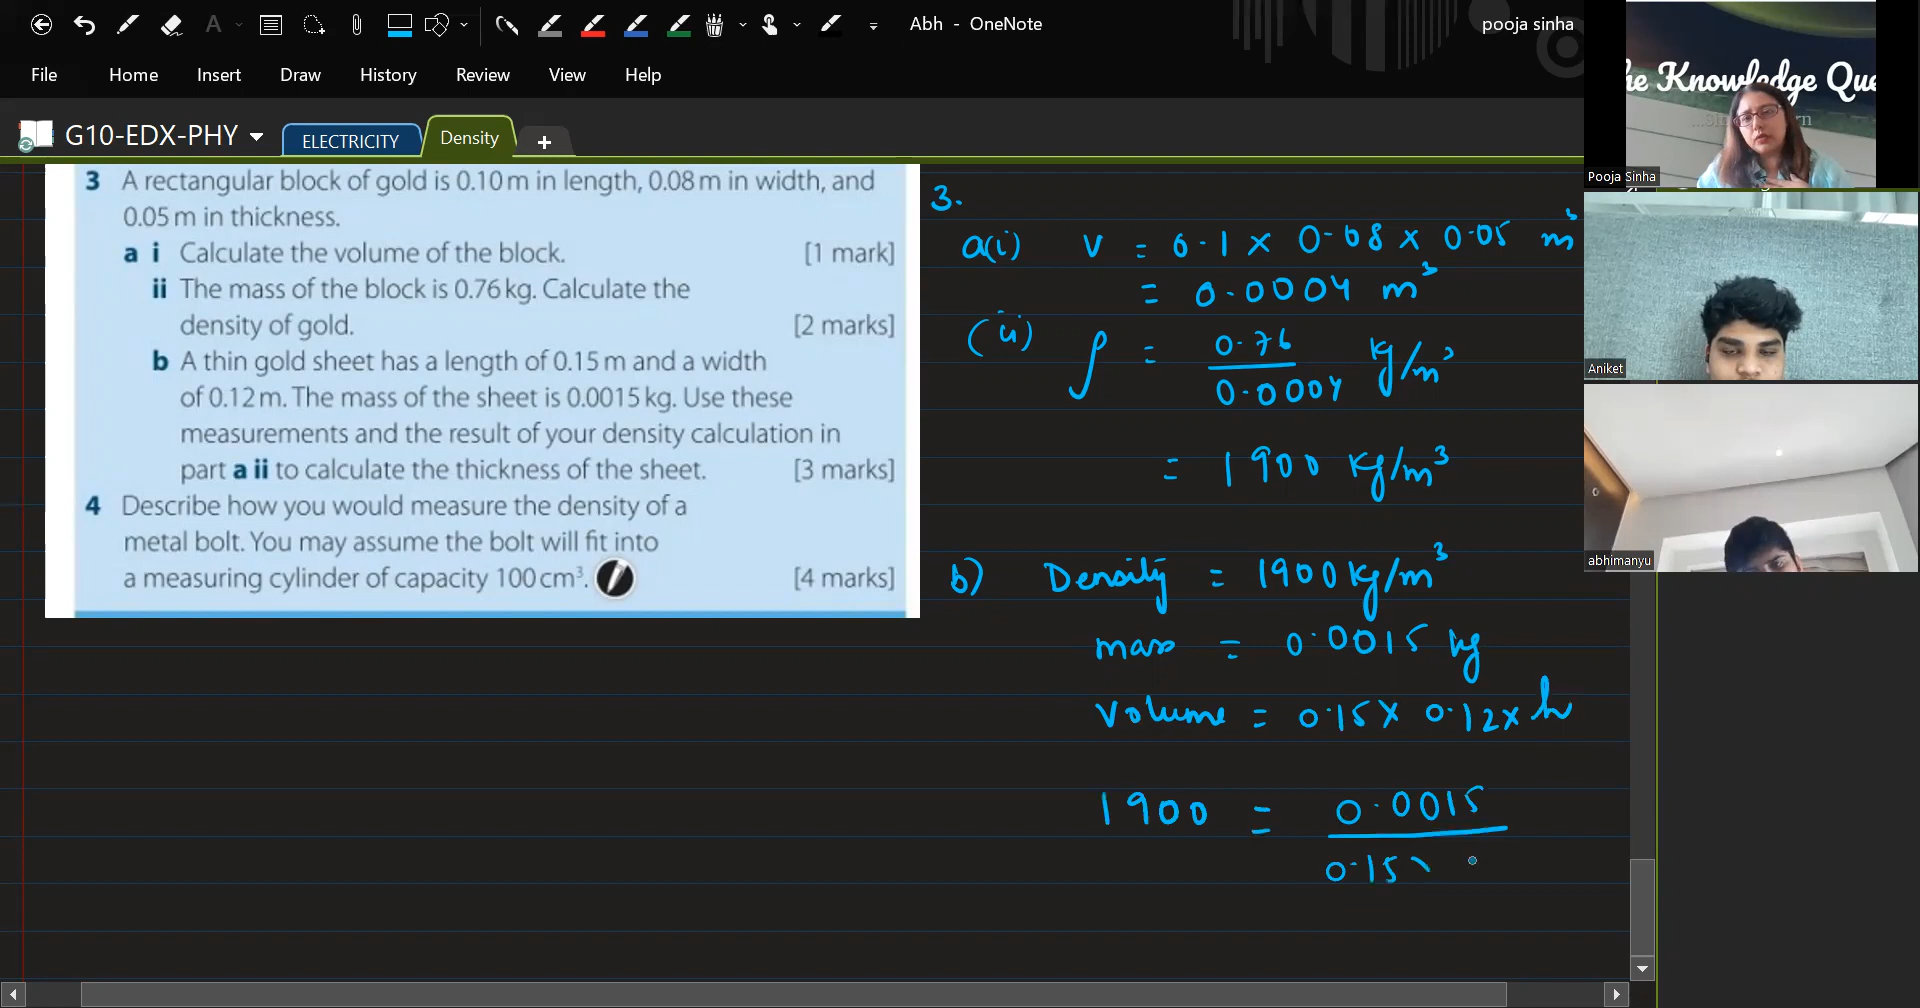 Abh - OneNote
pooja sinha
File Home Insert Draw History Review View Help
G10-EDX-PHY
ELECTRICITY
Density
3 A rectangular block of gold is 0.10 m in length, 0.08 m in width, and
0.05 m in thickness.
a i Calculate the volume of the block. [1 mark]
ii The mass of the block is 0.76 kg. Calculate the
density of gold. [2 marks]
b A thin gold sheet has a length of 0.15 m and a width
of 0.12 m. The mass of the sheet is 0.0015 kg. Use these
measurements and the result of your density calculation in
part a ii to calculate the thickness of the sheet. [3 marks]
4 Describe how you would measure the density of a
metal bolt. You may assume the bolt will fit into
a measuring cylinder of capacity 100 cm³. [4 marks]
3.
a(i) V = 0.1 × 0.08 × 0.05 m³
= 0.0004 m³
(ii) ρ = 0.76 / 0.0004 kg/m³
= 1900 kg/m³
b) Density = 1900 kg/m³
mass = 0.0015 kg
Volume = 0.15 × 0.12 × h
1900 = 0.0015
0.15
he Knowledge Que
Pooja Sinha
Aniket
abhimanyu